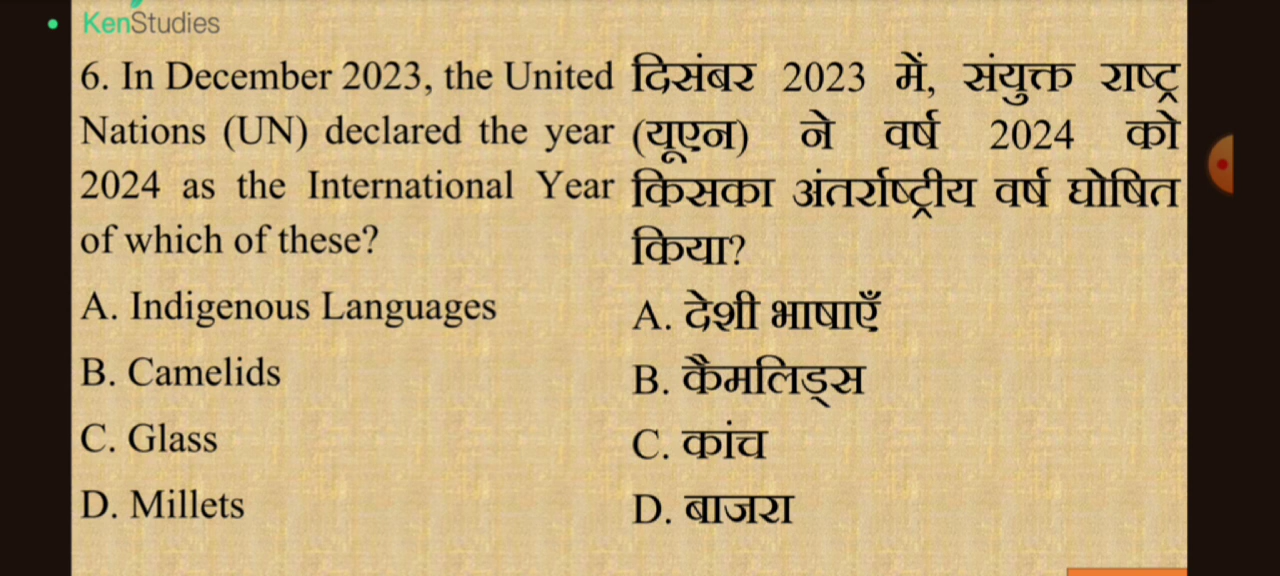 KenStudies
6. In December 2023, the United
Nations (UN) declared the year
2024 as the International Year
of which of these?
A. Indigenous Languages
B. Camelids
C. Glass
D. Millets
दिसंबर 2023 में, संयुक्त राष्ट्र
(यूएन) ने वर्ष 2024 को
किसका अंतर्राष्ट्रीय वर्ष घोषित
किया?
A. देशी भाषाएँ
B. कैमलिड्स
C. कांच
D. बाजरा